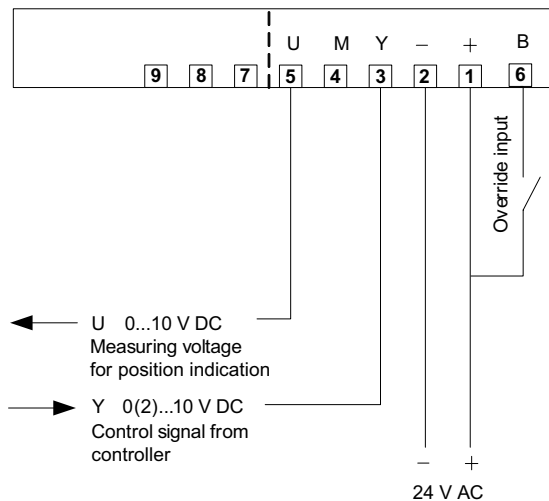 U M Y – + B
9 8 7 5 4 3 2 1 6
Override input
U 0...10 V DC
Measuring voltage
for position indication
Y 0(2)...10 V DC
Control signal from
controller
– +
24 V AC